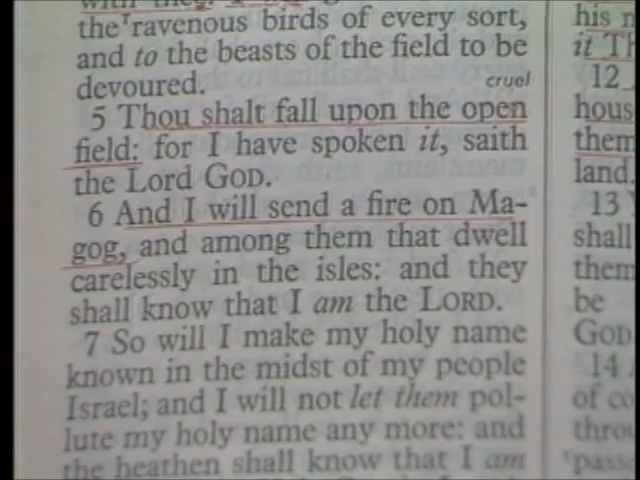 the ravenous birds of every sort,
and to the beasts of the field to be
devoured.
cruel
5 Thou shalt fall upon the open
field: for I have spoken it, saith
the Lord GOD.
6 And I will send a fire on Ma-
gog, and among them that dwell
carelessly in the isles: and they
shall know that I am the LORD.
7 So will I make my holy name
known in the midst of my people
Israel; and I will not let them pol-
lute my holy name any more: and
the heathen shall know that I am
his
it
12
them
land.
13
shall
them
be
GOD
14
of